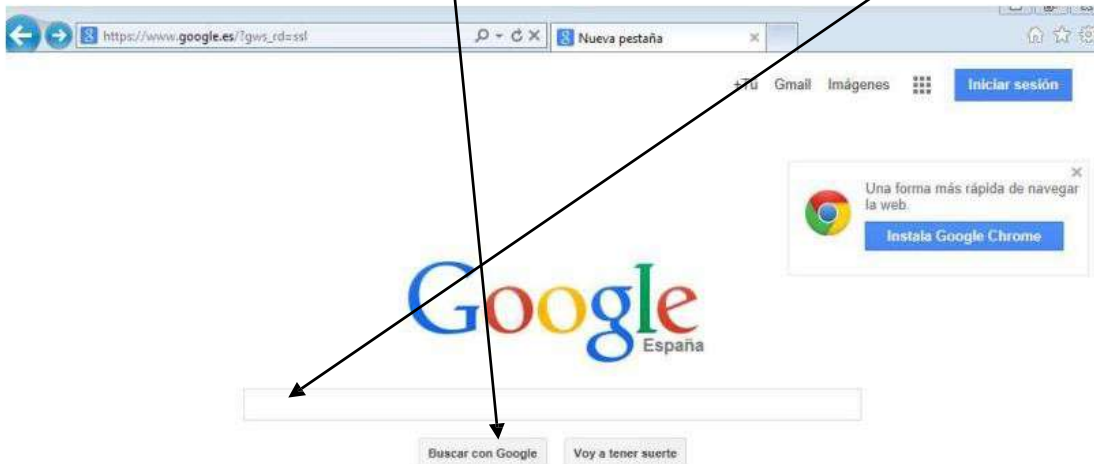 https://www.google.es/?gws_rd=ssl
Nueva pestaña
+Tú Gmail Imágenes Iniciar sesión
Una forma más rápida de navegar
la web.
Instala Google Chrome
Google
España
Buscar con Google Voy a tener suerte